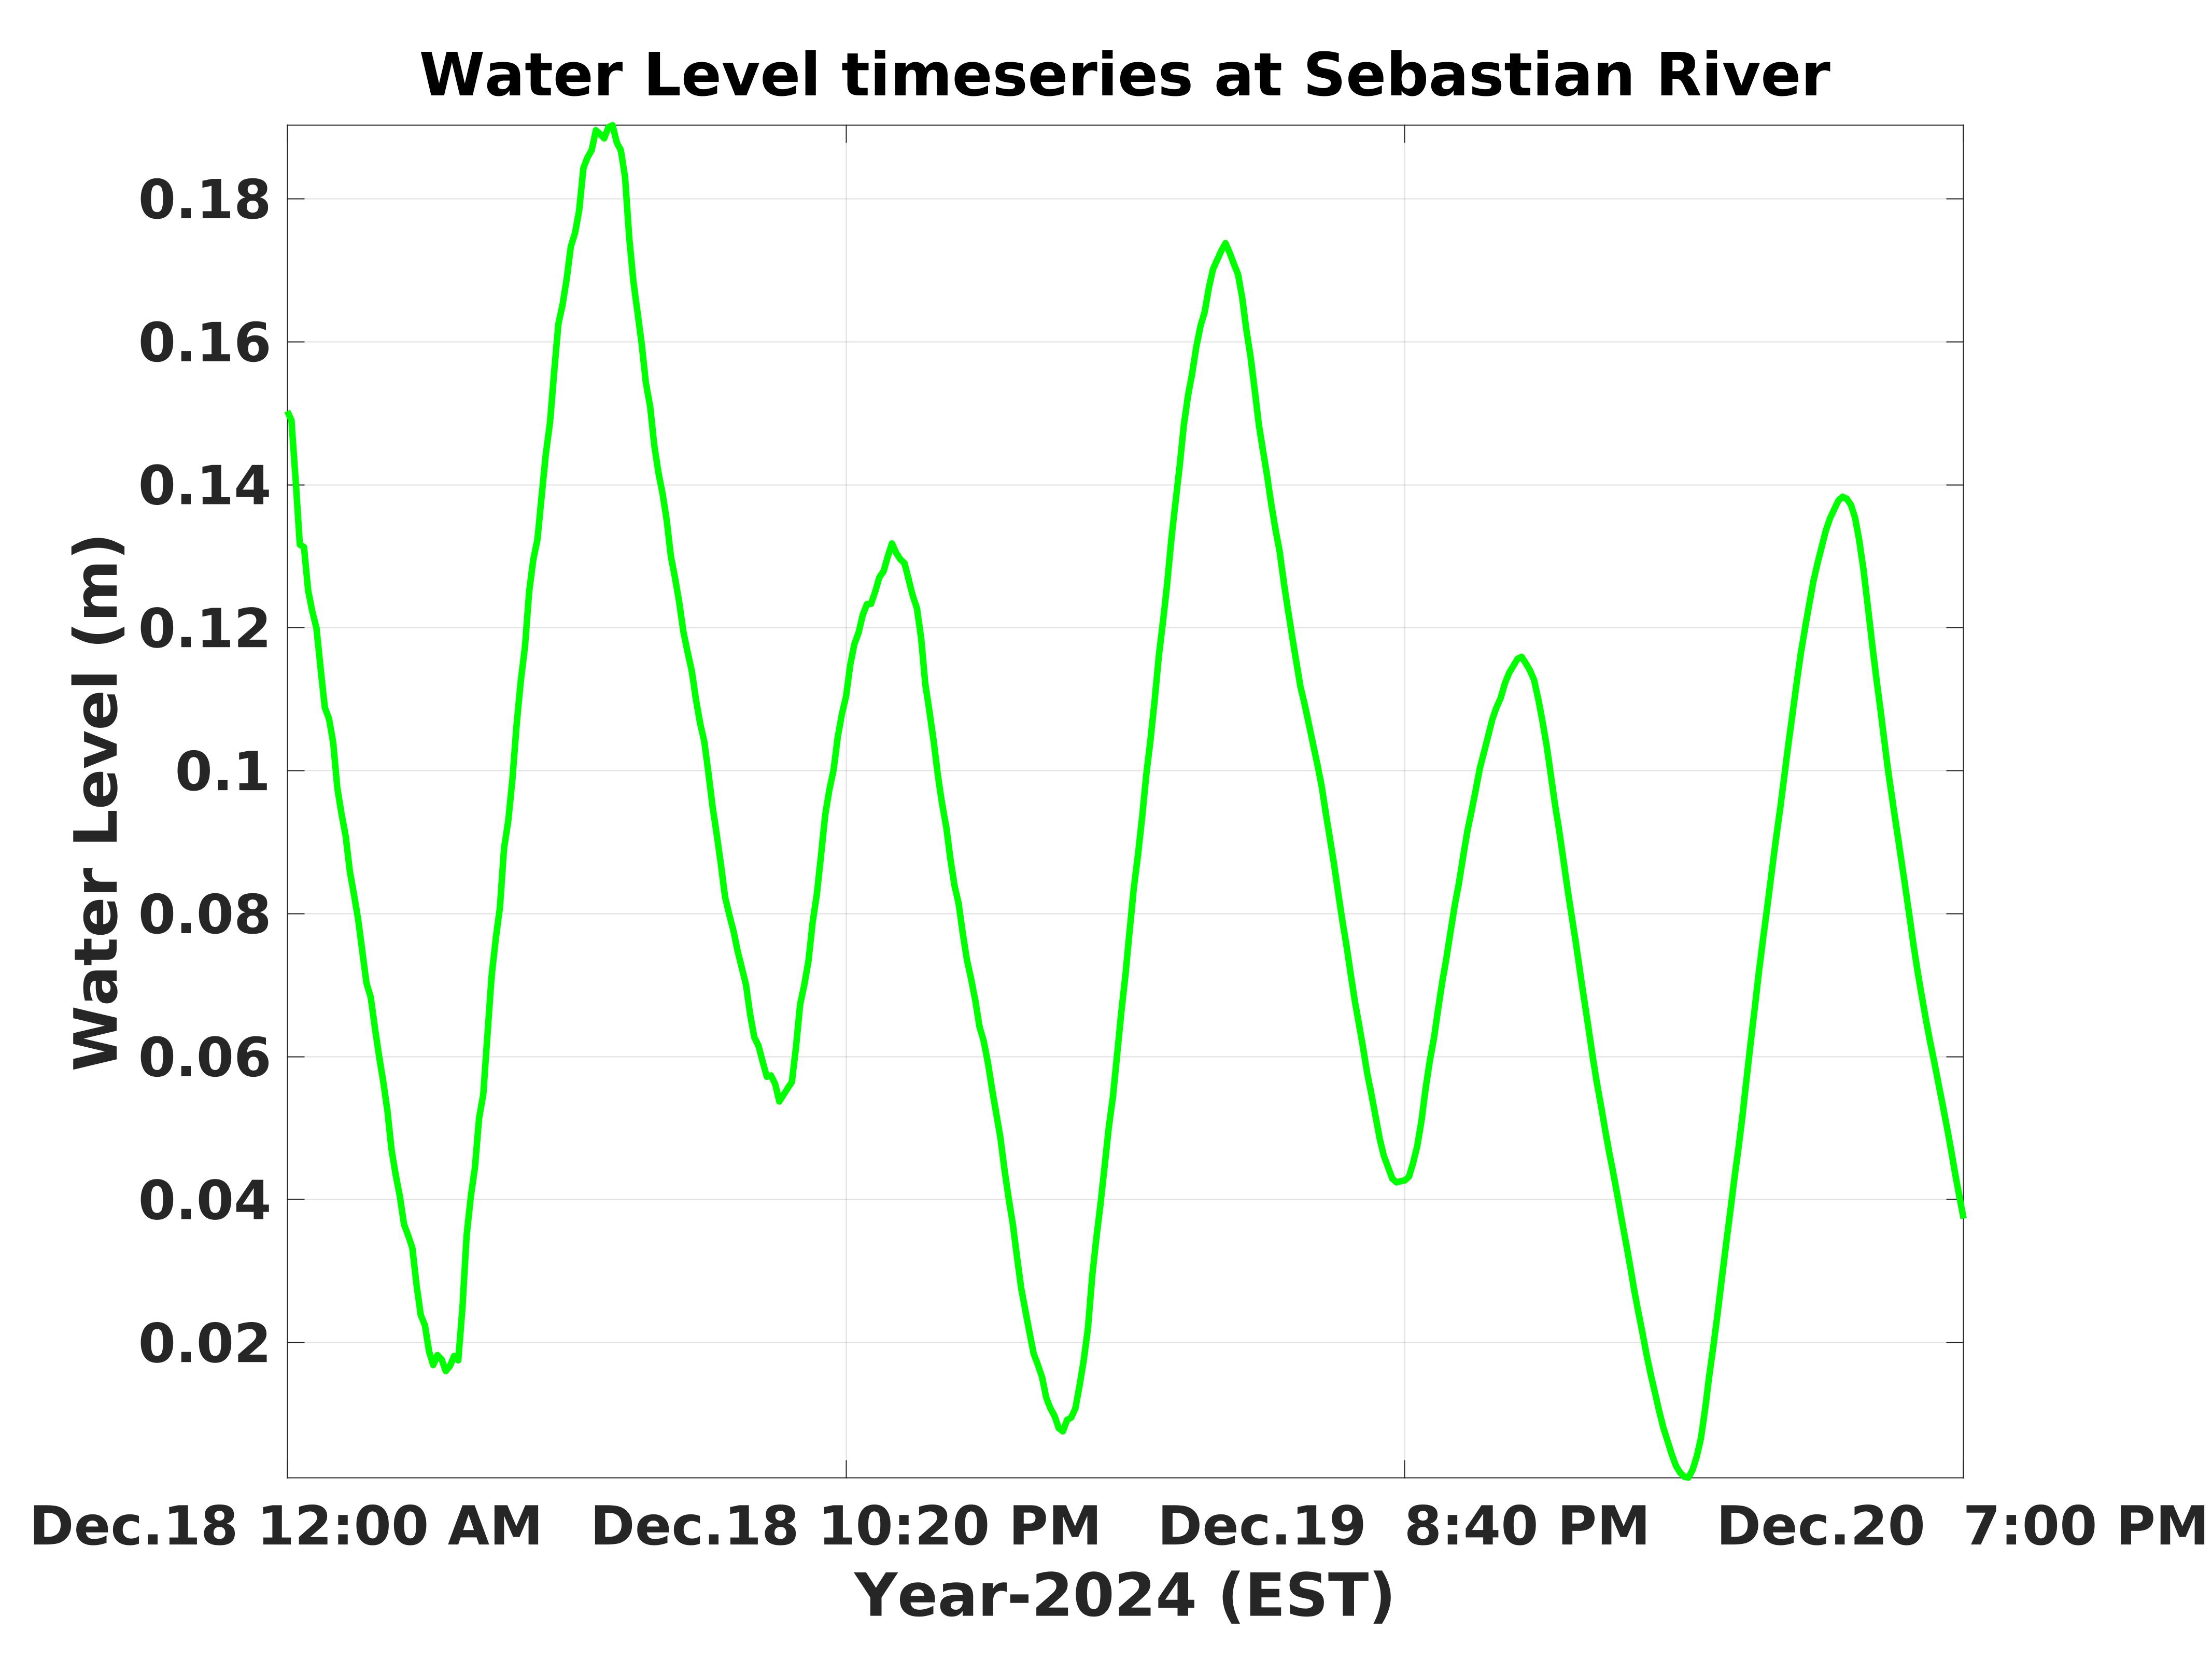 Water Level timeseries at Sebastian River
Water Level (m)
0.18
0.16
0.14
0.12
0.1
0.08
0.06
0.04
0.02
Dec.18 12:00 AM Dec.18 10:20 PM Dec.19 8:40 PM Dec.20 7:00 PM
Year-2024 (EST)